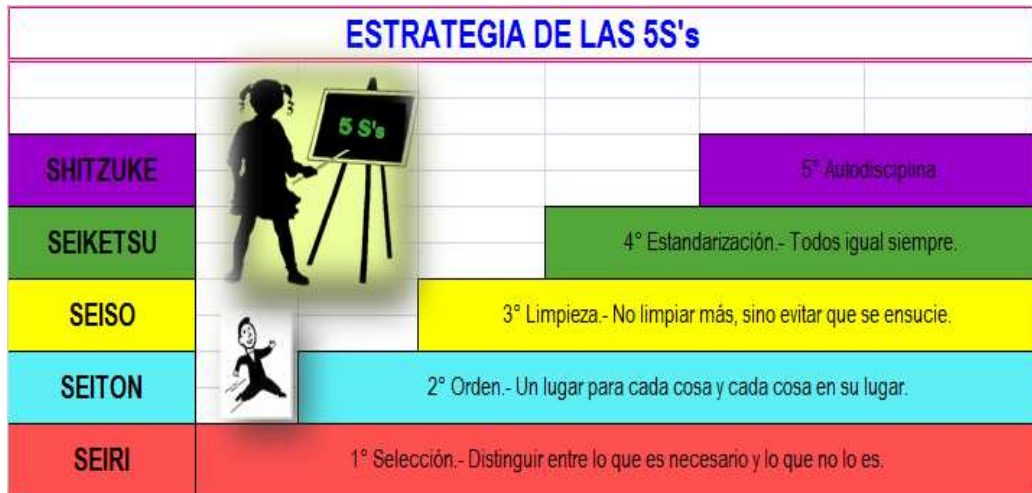 ESTRATEGIA DE LAS 5S's
5 S's
SHITZUKE
5° Autodisciplina
SEIKETSU
4° Estandarización.- Todos igual siempre.
SEISO
3° Limpieza.- No limpiar más, sino evitar que se ensucie.
SEITON
2° Orden.- Un lugar para cada cosa y cada cosa en su lugar.
SEIRI
1° Selección.- Distinguir entre lo que es necesario y lo que no lo es.